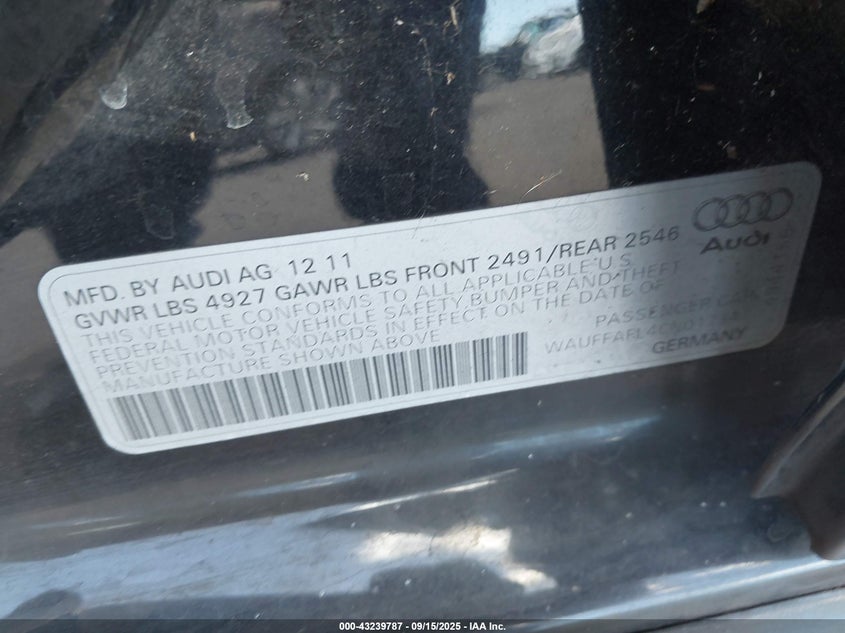 MFD. BY AUDI AG 12 11
GVWR LBS 4927 GAWR LBS FRONT 2491/REAR 2546
THIS VEHICLE CONFORMS TO ALL APPLICABLE U.S.
FEDERAL MOTOR VEHICLE SAFETY, BUMPER AND THEFT
PREVENTION STANDARDS IN EFFECT ON THE DATE OF
MANUFACTURE SHOWN ABOVE
PASSENGER
GERMANY
Audi
000-43239787 - 09/15/2025 - IAA Inc.